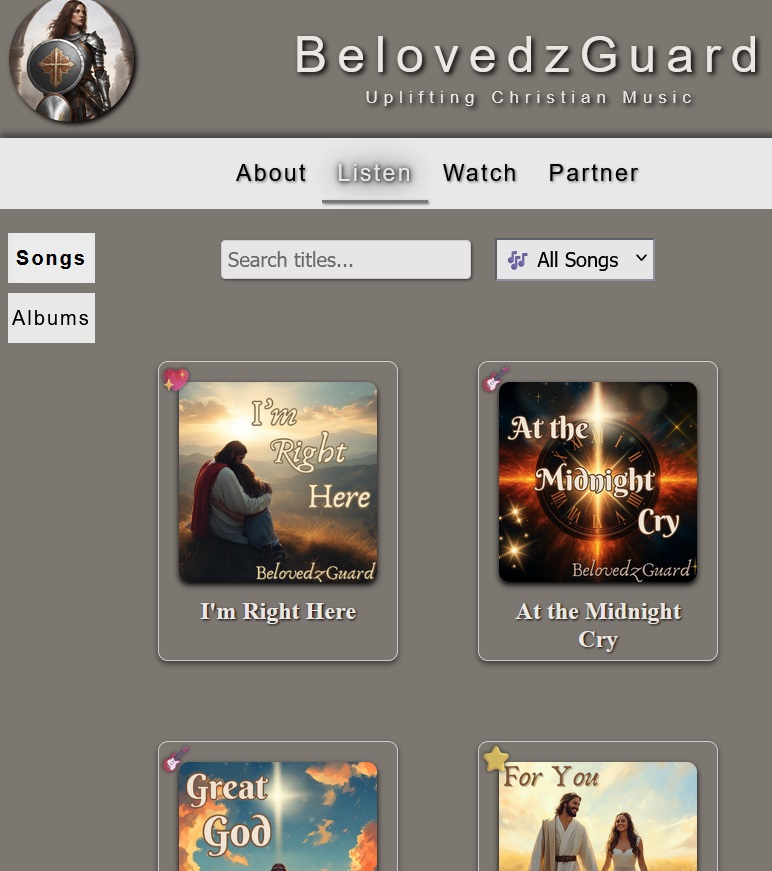 BelovedzGuard
Uplifting Christian Music
About Listen Watch Partner
Songs
Albums
Search titles...
All Songs
I'm
Right
Here
BelovedzGuard
I'm Right Here
At the
Midnight
Cry
BelovedzGuard
At the Midnight
Cry
Great
God
For You